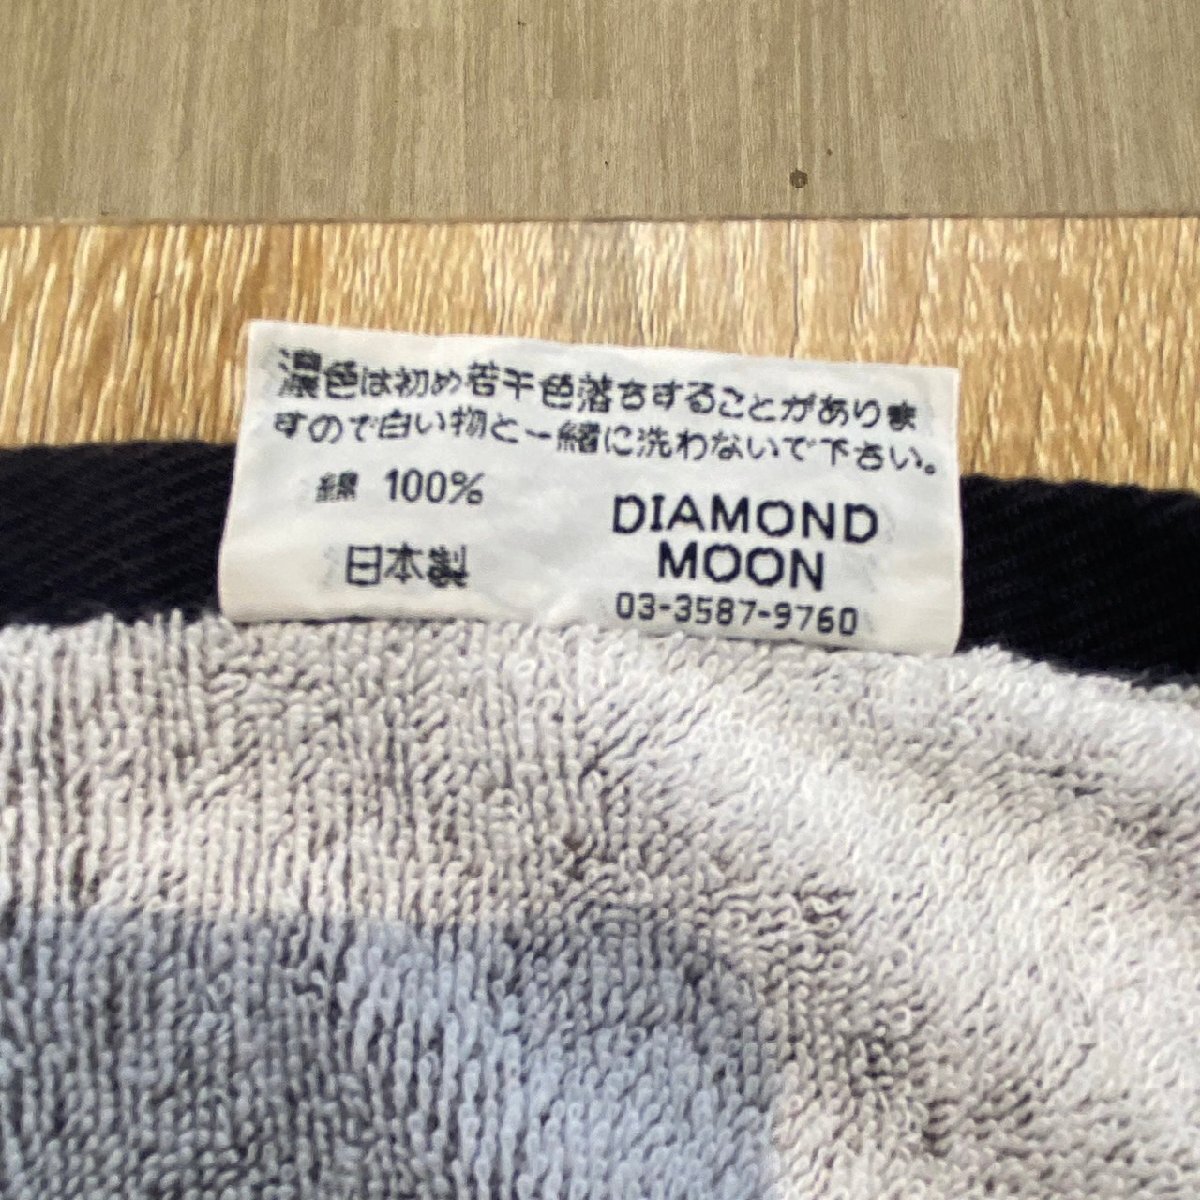 濃色は初め若干色落ちすることがありま
すので白い物と一緒に洗わないで下さい。
綿 100%
日本製
DIAMOND
MOON
03-3587-9760